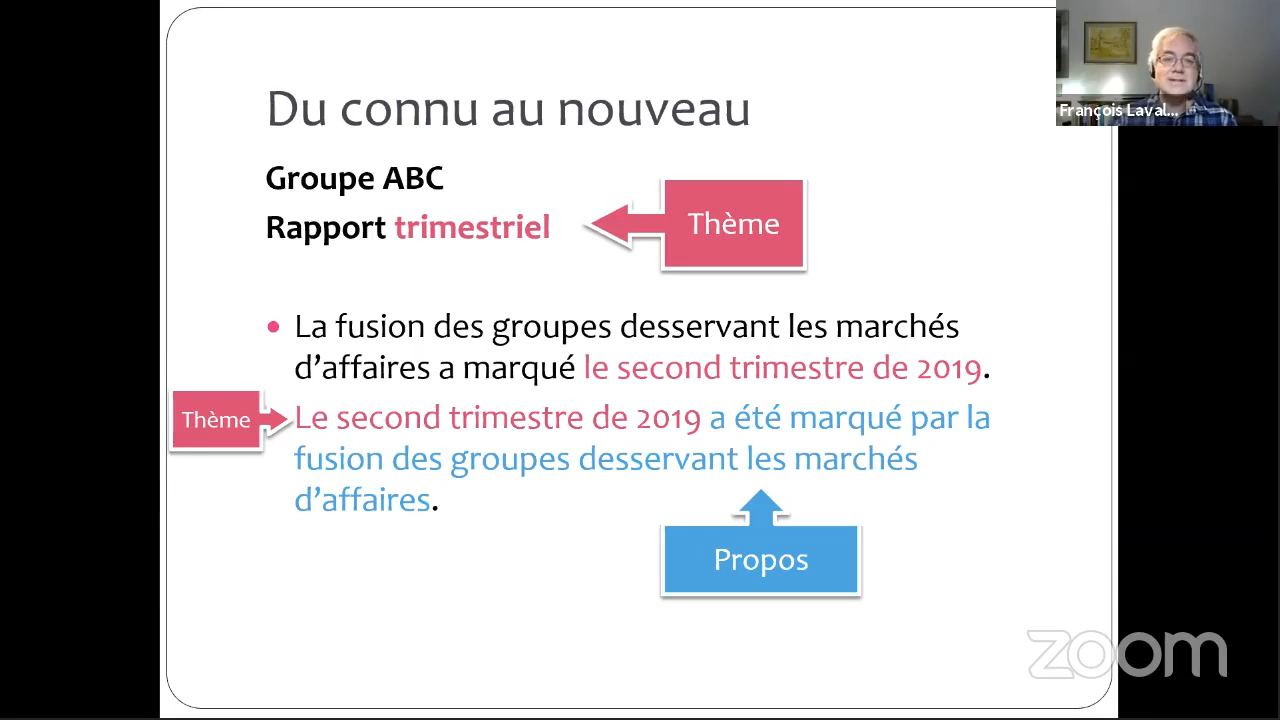 François Laval...
Du connu au nouveau
Groupe ABC
Rapport trimestriel
Thème
La fusion des groupes desservant les marchés
d’affaires a marqué le second trimestre de 2019.
Thème
Le second trimestre de 2019 a été marqué par la
fusion des groupes desservant les marchés
d’affaires.
Propos
zoom